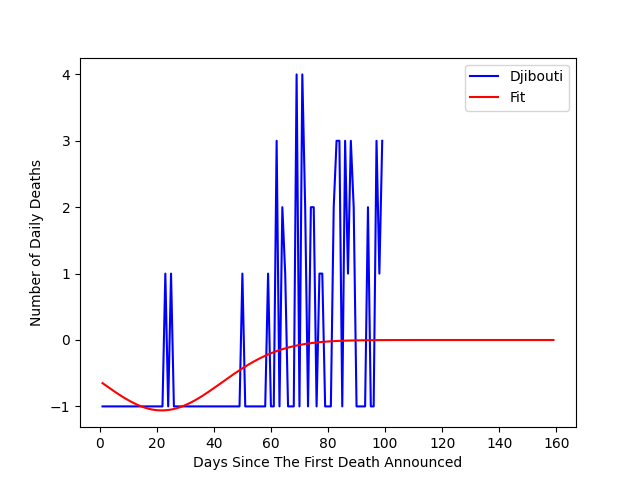 Djibouti
Fit
Number of Daily Deaths
4
3
2
1
0
−1
0 20 40 60 80 100 120 140 160
Days Since The First Death Announced